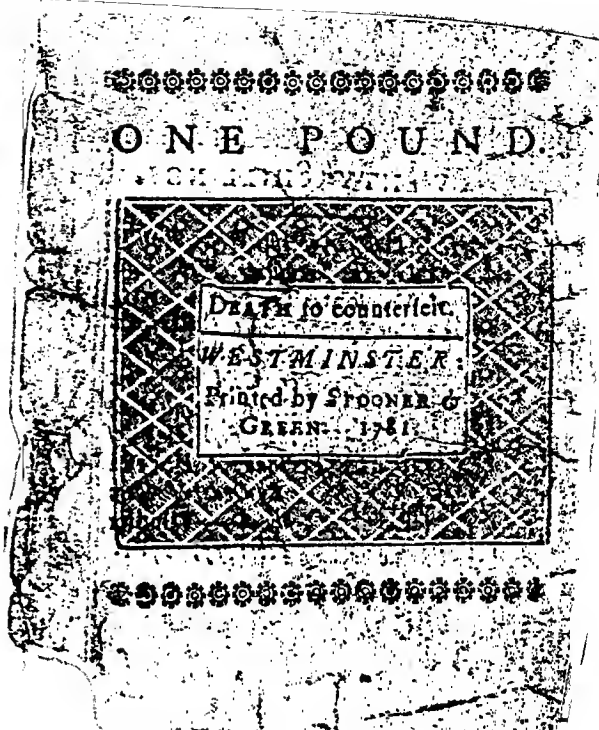 ONE POUND.
DEATH to counterfeit.
WESTMINSTER:
Printed by SPOONER &
GREEN. 1781.